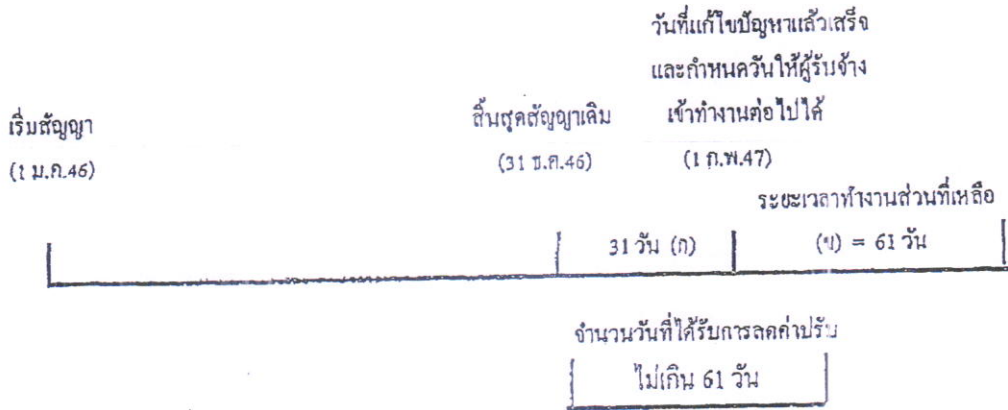 วันที่แก้ไขปัญหาแล้วเสร็จ
และกำหนดวันให้ผู้รับจ้าง
เริ่มสัญญา
สิ้นสุดสัญญาเดิม
เข้าทำงานต่อไปได้
(1 ม.ค.46)
(31 ธ.ค.46)
(1 ก.พ.47)
ระยะเวลาทำงานส่วนที่เหลือ
31 วัน (ก)
(ข) = 61 วัน
จำนวนวันที่ได้รับการลดค่าปรับ
ไม่เกิน 61 วัน